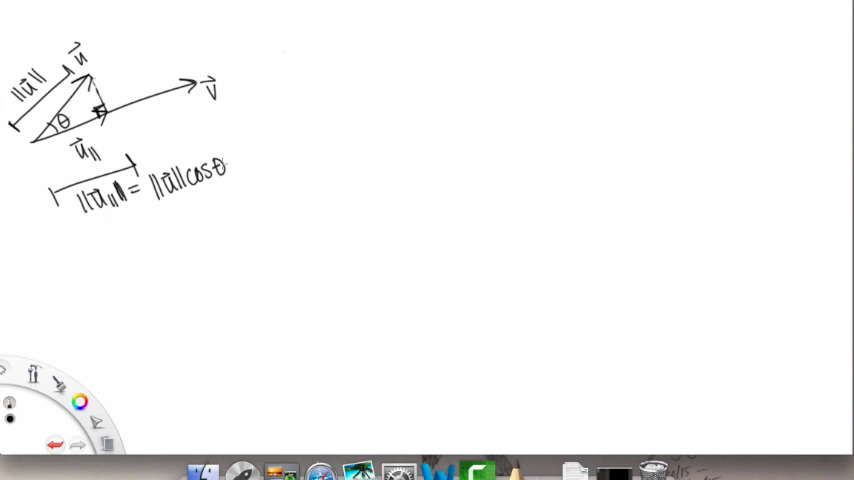 ‖u⃗‖
u⃗
θ
v⃗
u⃗∥
‖u⃗∥‖ = ‖u⃗‖cosθ